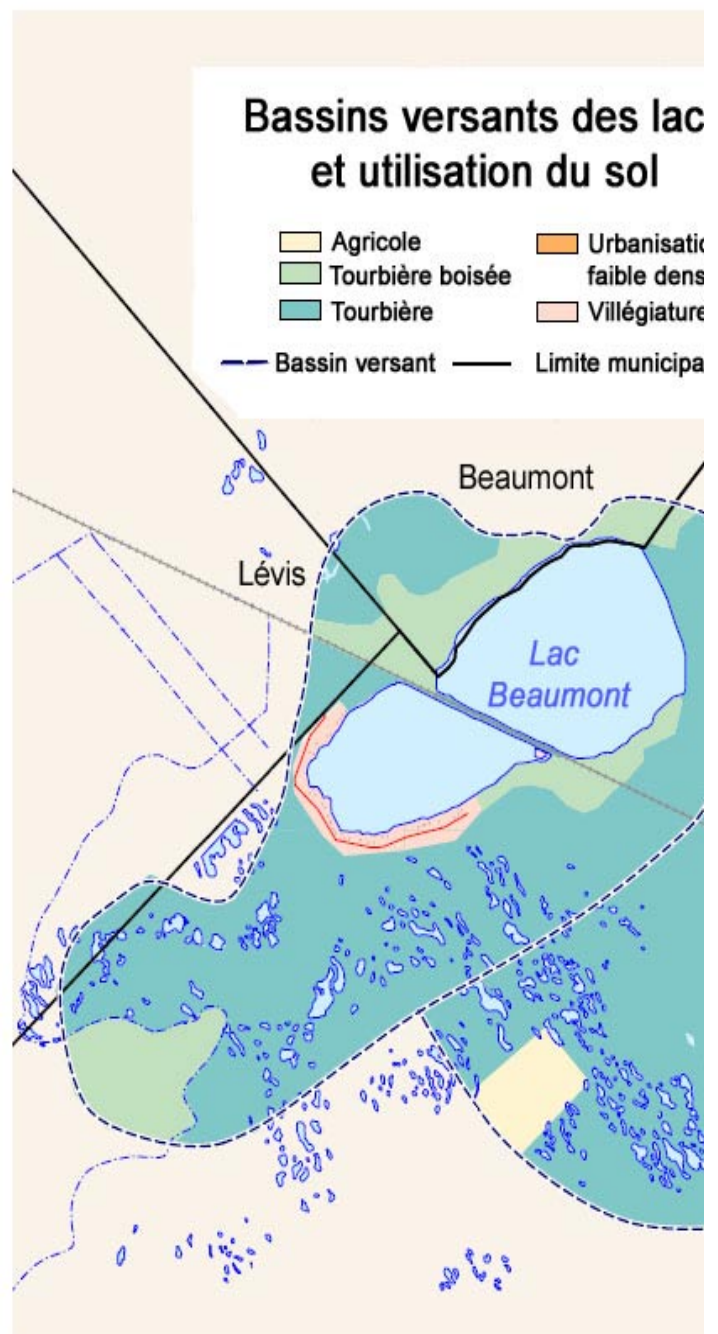 Bassins versants des lac
et utilisation du sol
Agricole
Urbanisatio
Tourbière boisée
faible dens
Tourbière
Villégiature
Bassin versant
Limite municipa
Beaumont
Lévis
Lac
Beaumont